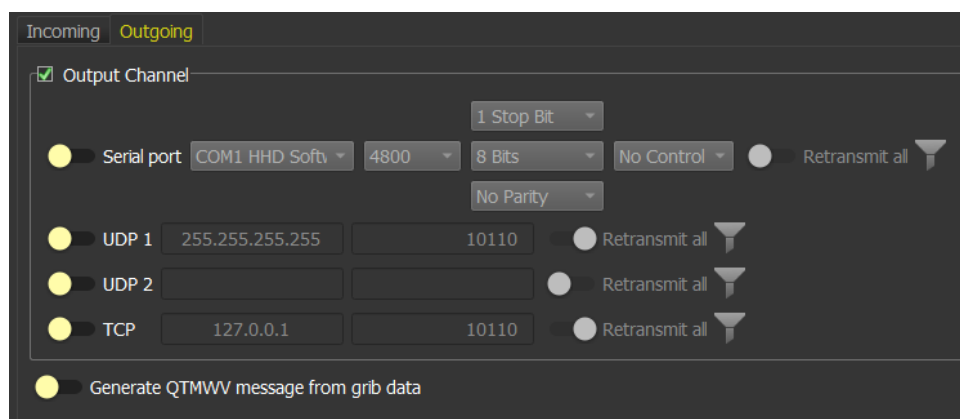 Incoming Outgoing
Output Channel
1 Stop Bit
Serial port COM1 HHD Softv 4800 8 Bits No Control Retransmit all
No Parity
UDP 1 255.255.255.255 10110 Retransmit all
UDP 2 Retransmit all
TCP 127.0.0.1 10110 Retransmit all
Generate QTMWV message from grib data